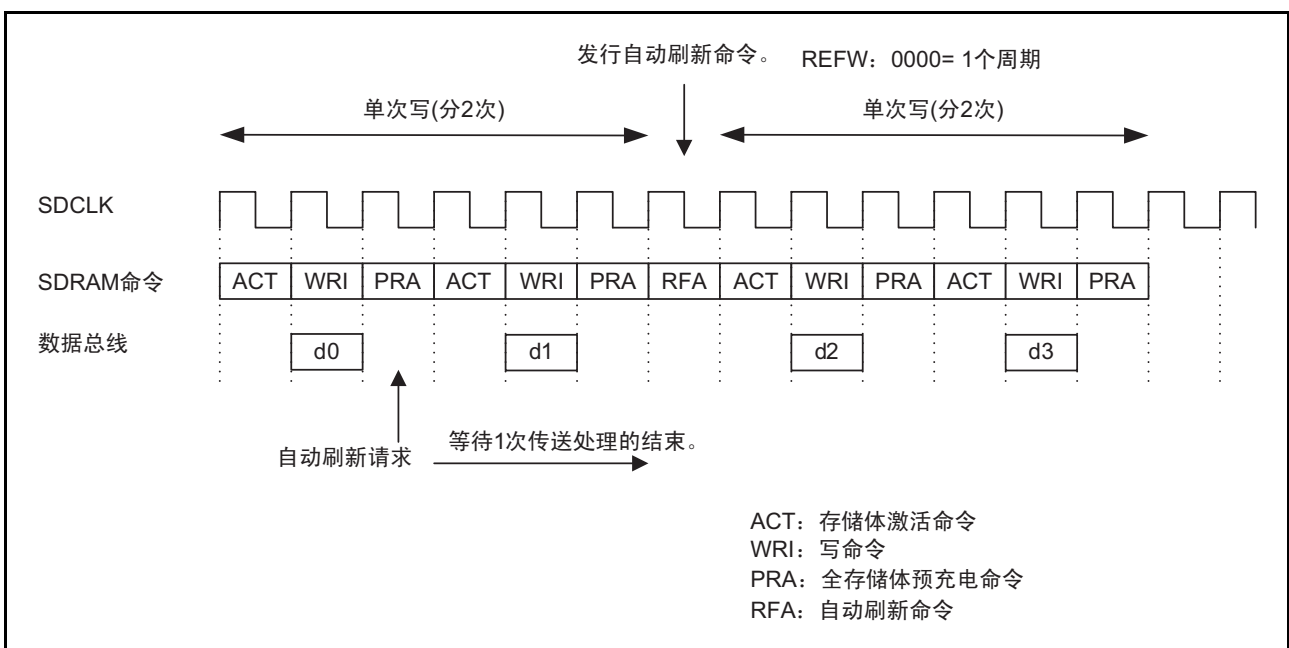 发行自动刷新命令。 REFW：0000= 1个周期
单次写(分2次) 单次写(分2次)
SDCLK
SDRAM命令 ACT WRI PRA ACT WRI PRA RFA ACT WRI PRA ACT WRI PRA
数据总线 d0 d1 d2 d3
自动刷新请求 等待1次传送处理的结束。
ACT：存储体激活命令
WRI：写命令
PRA：全存储体预充电命令
RFA：自动刷新命令